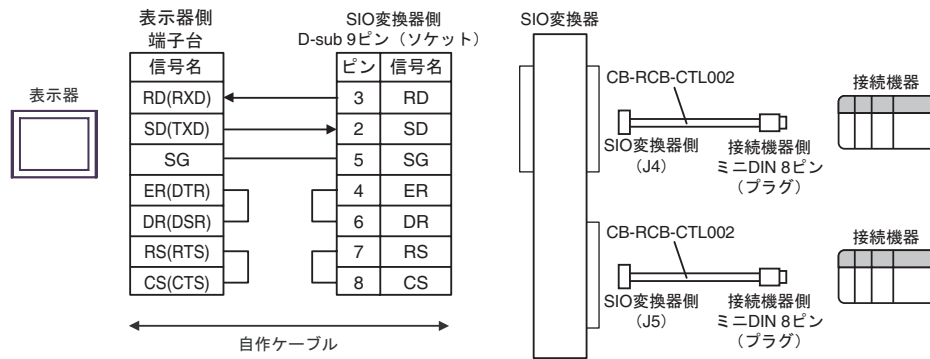 表示器
表示器側
端子台
信号名
RD(RXD)
SD(TXD)
SG
ER(DTR)
DR(DSR)
RS(RTS)
CS(CTS)
SIO変換器側
D-sub 9ピン（ソケット）
ピン 信号名
3 RD
2 SD
5 SG
4 ER
6 DR
7 RS
8 CS
自作ケーブル
SIO変換器
CB-RCB-CTL002
SIO変換器側
（J4）
接続機器側
ミニDIN 8ピン
（プラグ）
接続機器
CB-RCB-CTL002
SIO変換器側
（J5）
接続機器側
ミニDIN 8ピン
（プラグ）
接続機器